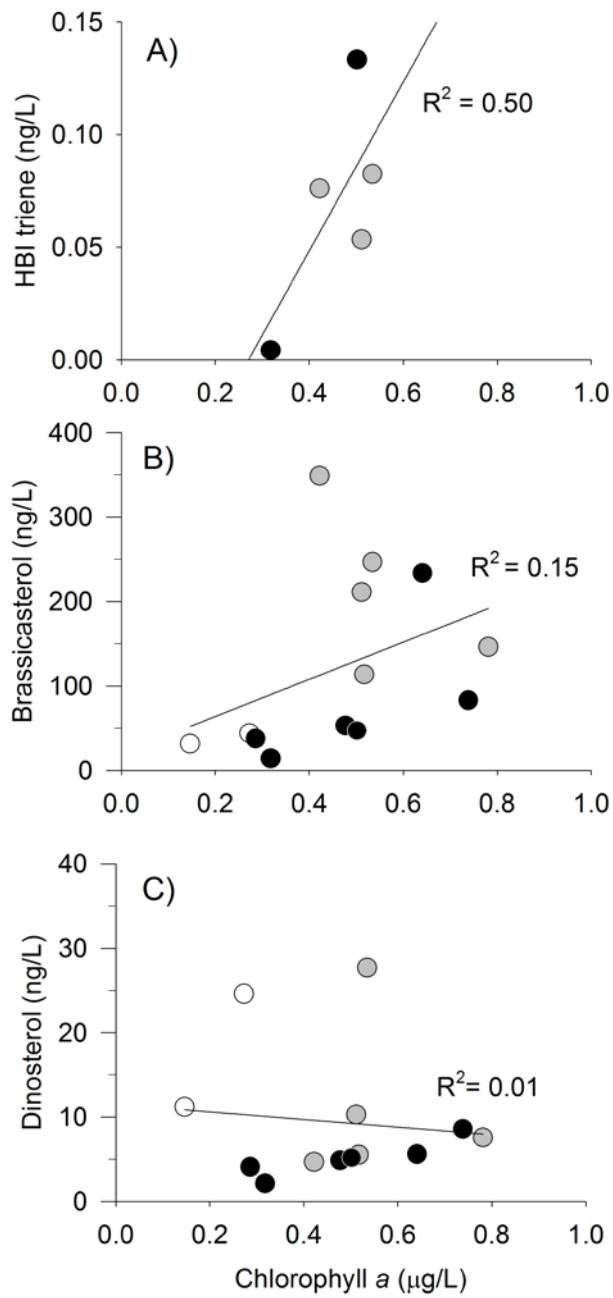 A)
0.15
0.10
0.05
0.00
HBI triene (ng/L)
R² = 0.50
0.0 0.2 0.4 0.6 0.8 1.0
B)
400
300
200
100
0
Brassicasterol (ng/L)
R² = 0.15
0.0 0.2 0.4 0.6 0.8 1.0
C)
40
30
20
10
0
Dinosterol (ng/L)
R²= 0.01
0.0 0.2 0.4 0.6 0.8 1.0
Chlorophyll a (μg/L)